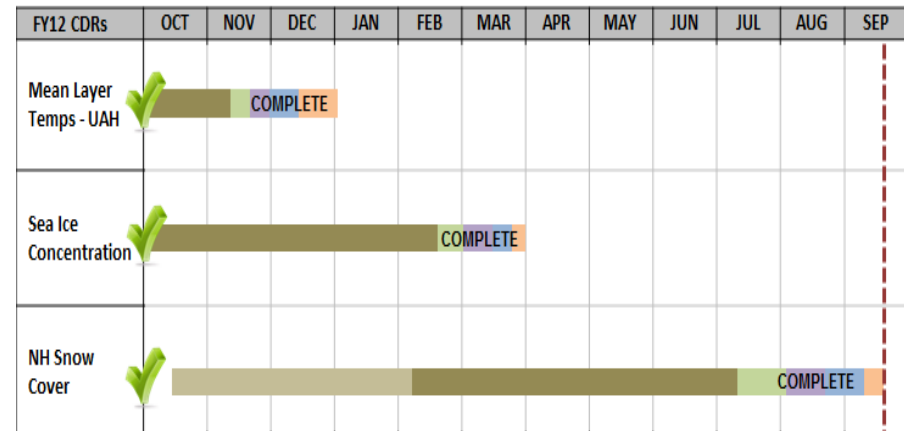 FY12 CDRs OCT NOV DEC JAN FEB MAR APR MAY JUN JUL AUG SEP
Mean Layer
Temps - UAH
COMPLETE
Sea Ice
Concentration
COMPLETE
NH Snow
Cover
COMPLETE